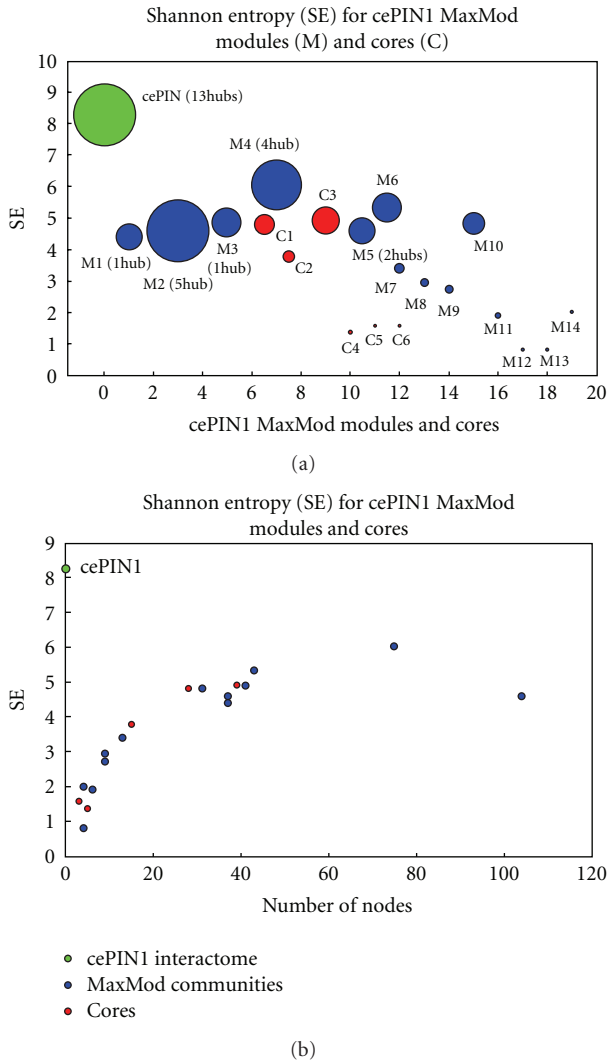 Shannon entropy (SE) for cePIN1 MaxMod
modules (M) and cores (C)
10
9
8
7
6
5
4
3
2
1
0
SE
cePIN (13hubs)
M4 (4hub)
M6
C3
C1
M3
(1hub)
M5 (2hubs)
M10
M1 (1hub)
C2
M2 (5hub)
M7
M8
M9
C4
C5
C6
M11
M14
M12
M13
0 2 4 6 8 10 12 14 16 18 20
cePIN1 MaxMod modules and cores
(a)
Shannon entropy (SE) for cePIN1 MaxMod
modules and cores
9
8
7
6
5
4
3
2
1
0
SE
cePIN1
0 20 40 60 80 100 120
Number of nodes
cePIN1 interactome
MaxMod communities
Cores
(b)